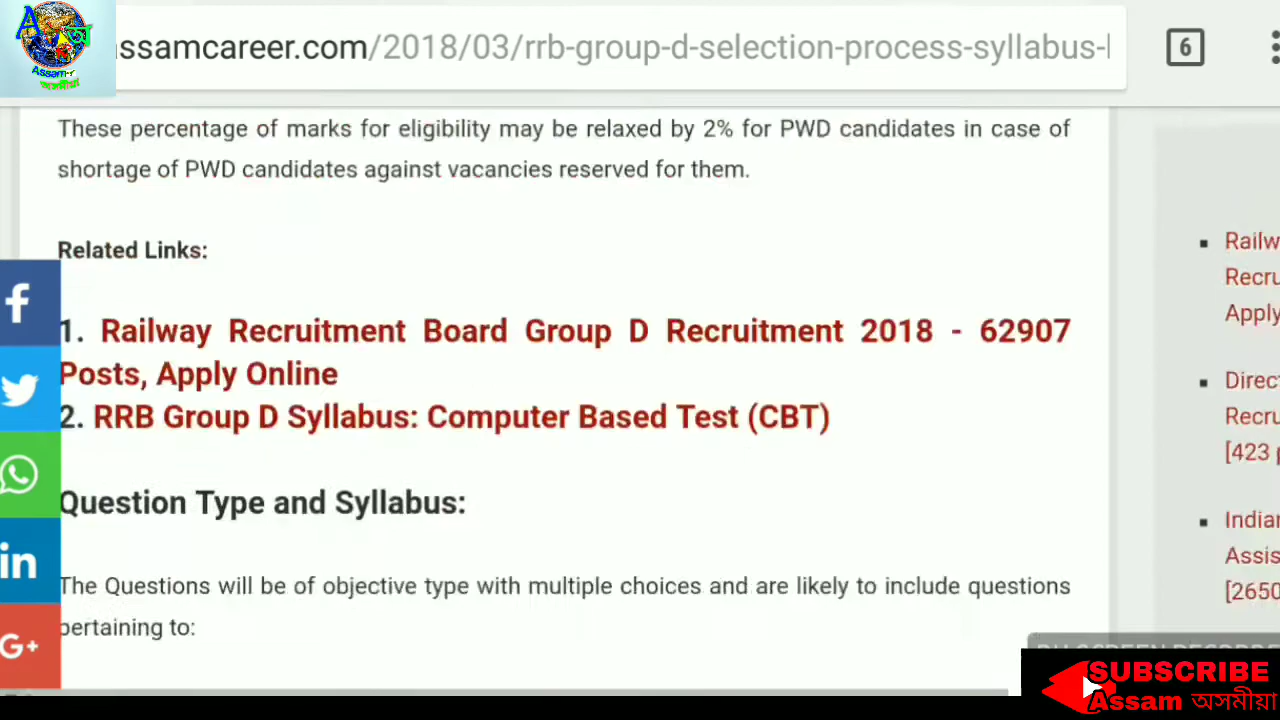 assamcareer.com/2018/03/rrb-group-d-selection-process-syllabus-
6
Assam-
অসমীয়া
These percentage of marks for eligibility may be relaxed by 2% for PWD candidates in case of
shortage of PWD candidates against vacancies reserved for them.
Related Links:
1. Railway Recruitment Board Group D Recruitment 2018 - 62907
Posts, Apply Online
2. RRB Group D Syllabus: Computer Based Test (CBT)
Question Type and Syllabus:
The Questions will be of objective type with multiple choices and are likely to include questions
pertaining to:
f
in
G+
Railw
Recru
Apply
Direct
Recru
[423 p
Indian
Assis
[2650
SUBSCRIBE
Assam অসমীয়া